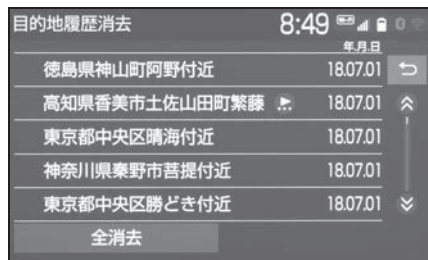 目的地履歴消去 8:49
年.月.日
徳島県神山町阿野付近 18.07.01
高知県香美市土佐山田町繁藤 18.07.01
東京都中央区晴海付近 18.07.01
神奈川県秦野市菩提付近 18.07.01
東京都中央区勝どき付近 18.07.01
全消去